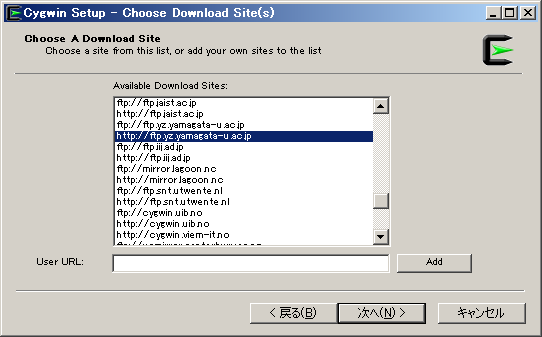 Cygwin Setup - Choose Download Site(s)
Choose A Download Site
Choose a site from this list, or add your own sites to the list
Available Download Sites:
ftp://ftp.jaist.ac.jp
http://ftp.jaist.ac.jp
ftp://ftp.yz.yamagata-u.ac.jp
http://ftp.yz.yamagata-u.ac.jp
ftp://ftp.iij.ad.jp
http://ftp.iij.ad.jp
ftp://mirror.lagoon.nc
http://mirror.lagoon.nc
ftp://ftp.snt.utwente.nl
http://ftp.snt.utwente.nl
ftp://cygwin.uib.no
http://cygwin.uib.no
http://cygwin.viem-it.no
User URL:
Add
< 戻る(B)
次へ(N) >
キャンセル